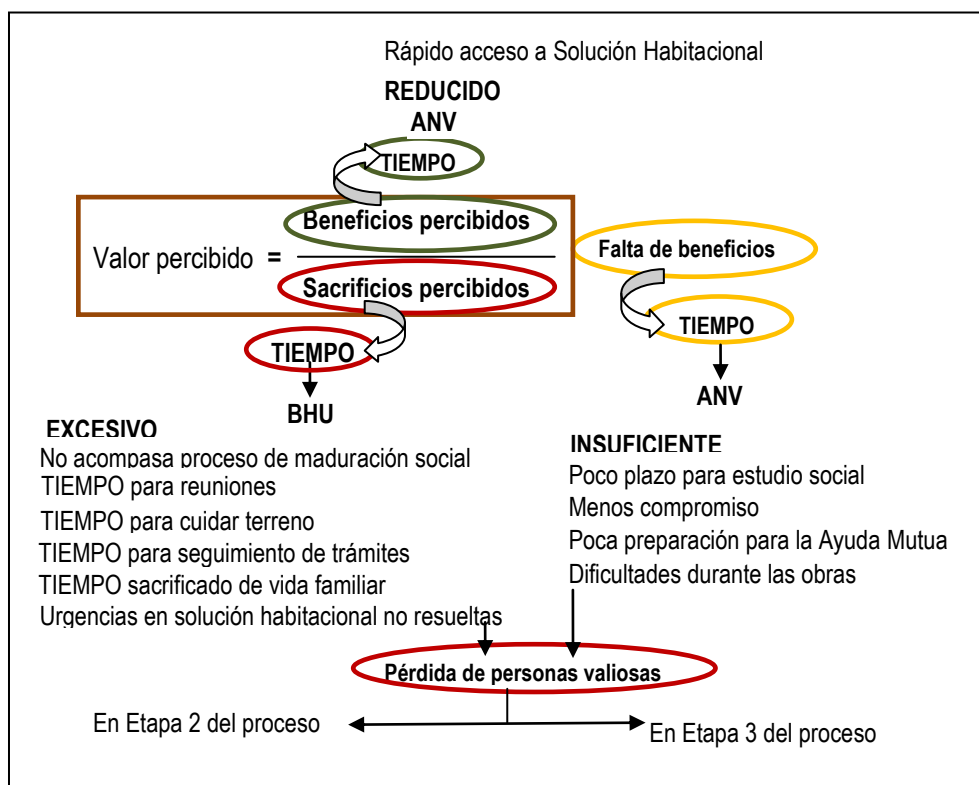 Rápido acceso a Solución Habitacional
REDUCIDO
ANV
TIEMPO
Beneficios percibidos
Valor percibido =
Sacrificios percibidos
Falta de beneficios
TIEMPO
TIEMPO
BHU
ANV
EXCESIVO
No acompasa proceso de maduración social
TIEMPO para reuniones
TIEMPO para cuidar terreno
TIEMPO para seguimiento de trámites
TIEMPO sacrificado de vida familiar
Urgencias en solución habitacional no resueltas
INSUFICIENTE
Poco plazo para estudio social
Menos compromiso
Poca preparación para la Ayuda Mutua
Dificultades durante las obras
Pérdida de personas valiosas
En Etapa 2 del proceso
En Etapa 3 del proceso